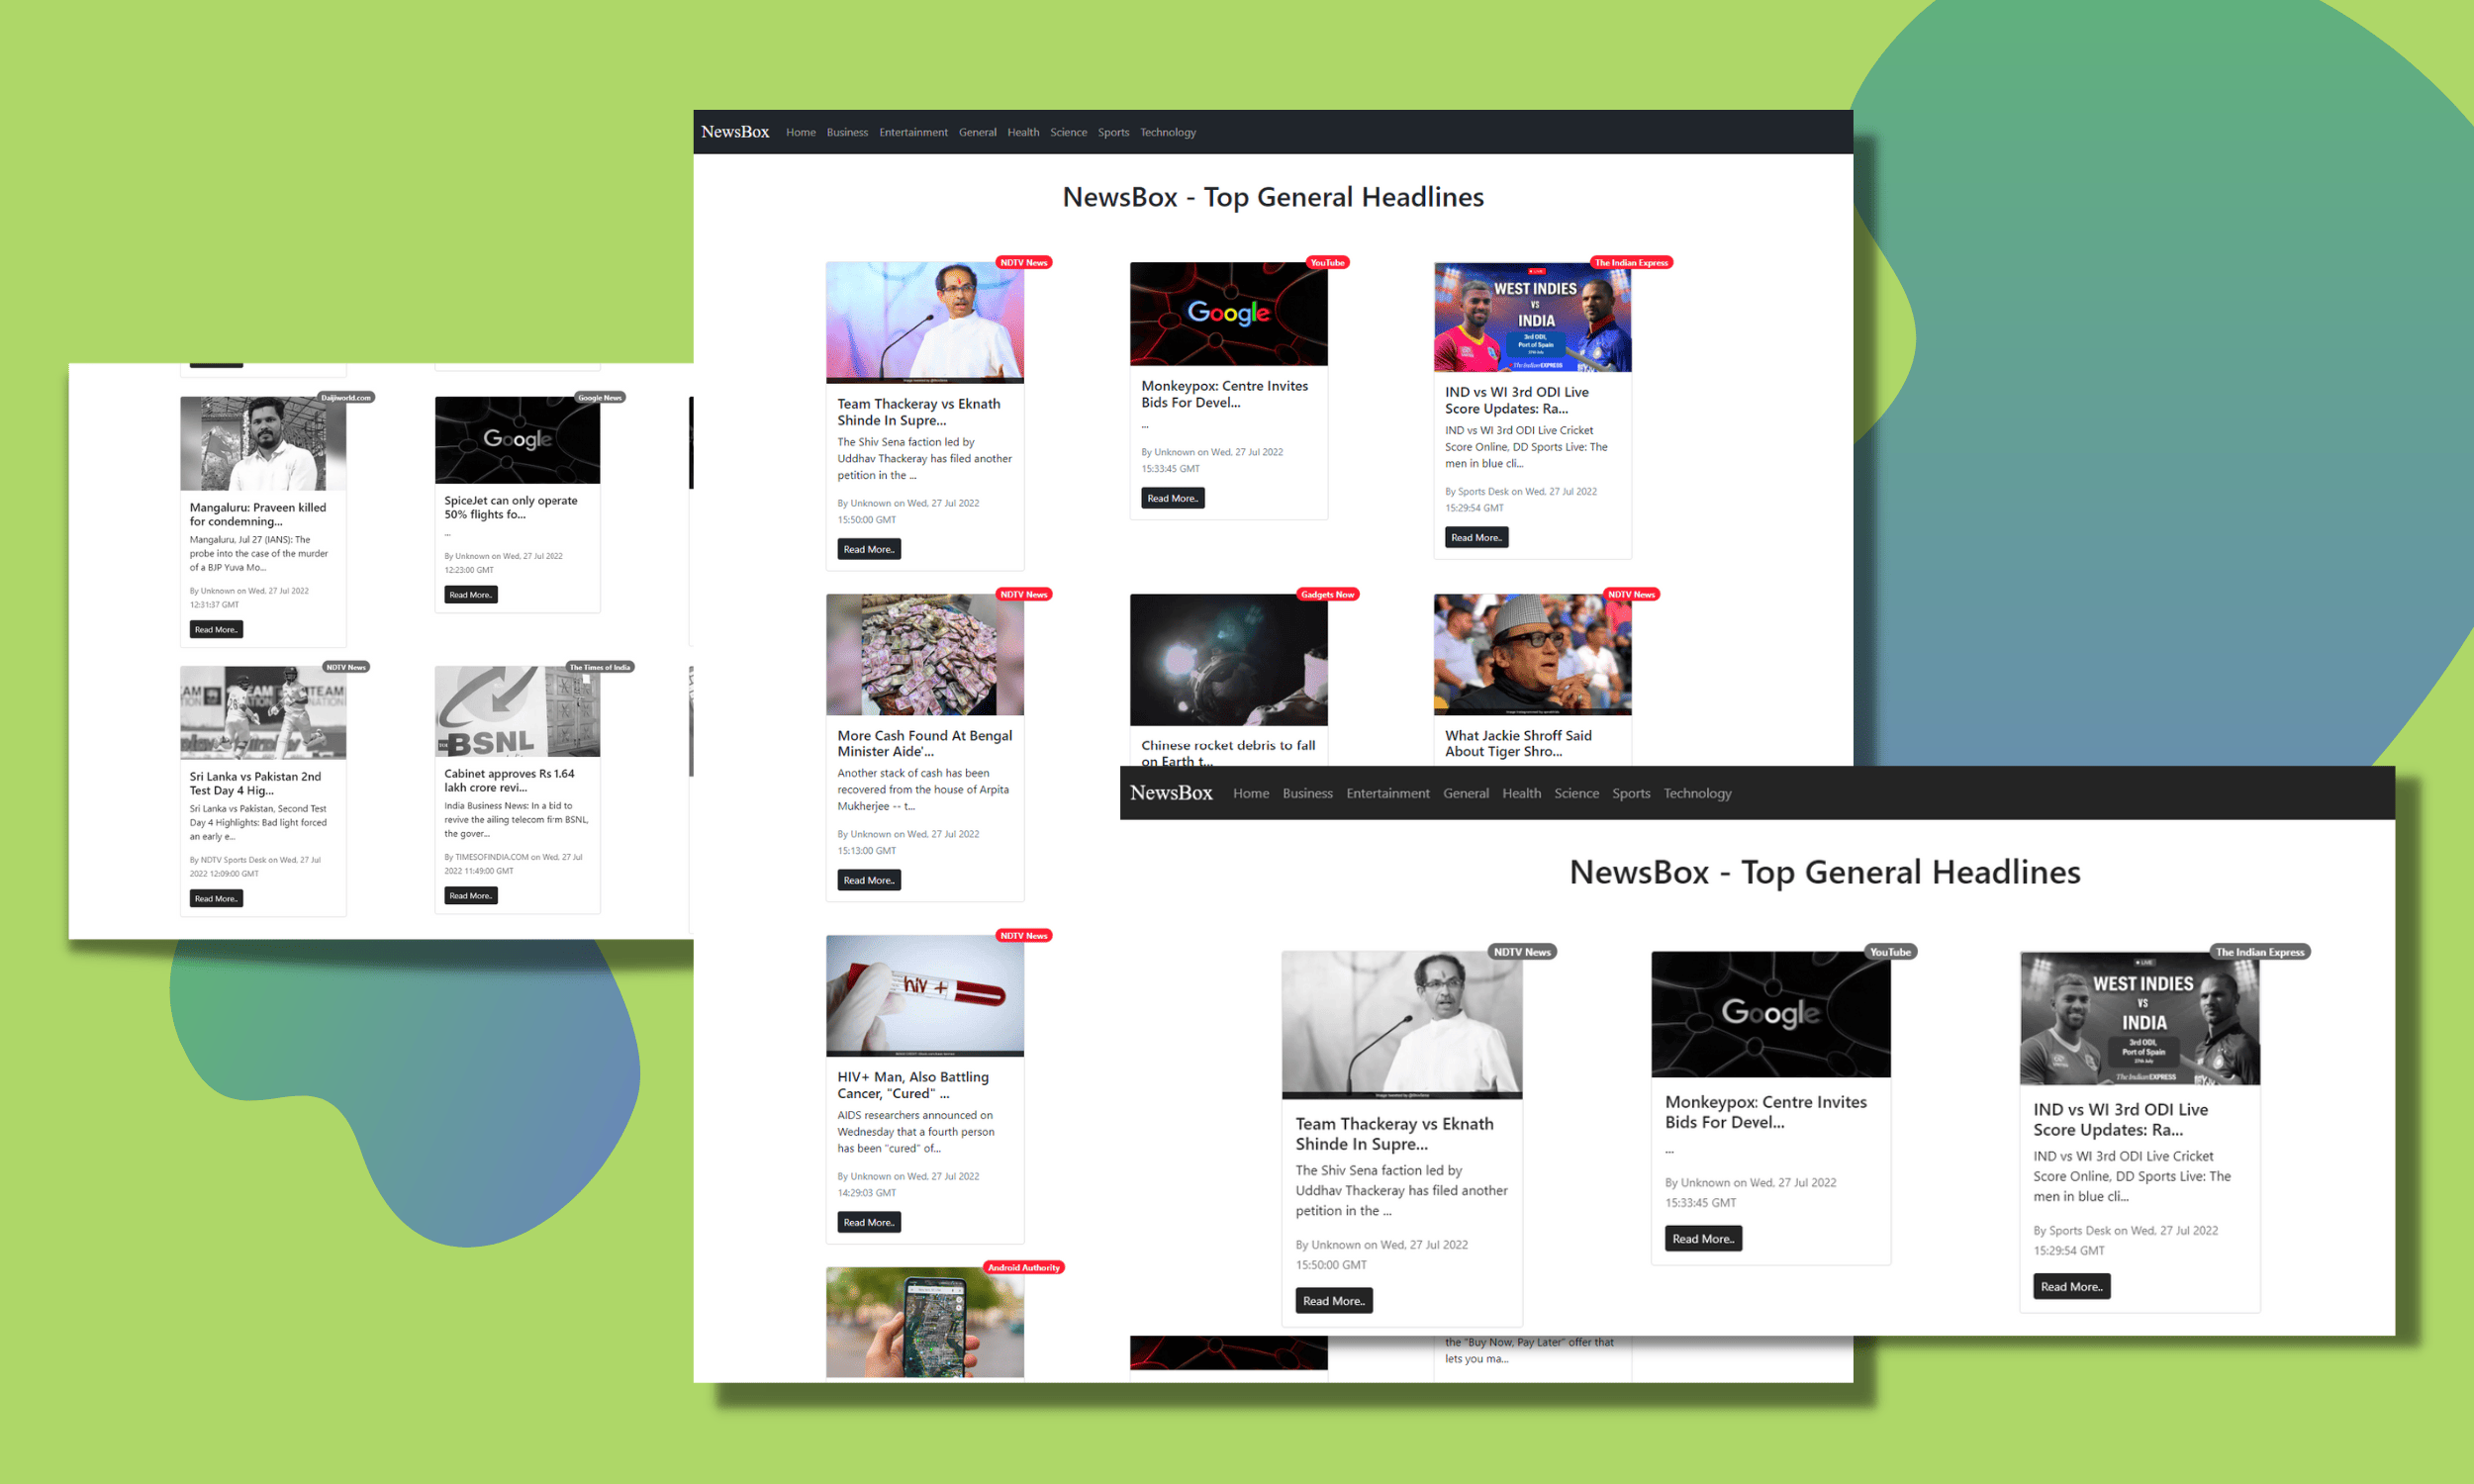 NewsBox Home Business Entertainment General Health Science Sports Technology
NewsBox - Top General Headlines
NDTV News
Team Thackeray vs Eknath
Shinde In Supre...
The Shiv Sena faction led by
Uddhav Thackeray has filed another
petition in the ...
By Unknown on Wed, 27 Jul 2022
15:50:00 GMT
Read More..
YouTube
Google
Monkeypox: Centre Invites
Bids For Devel...
...
By Unknown on Wed, 27 Jul 2022
15:33:45 GMT
Read More..
The Indian Express
LIVE
WEST INDIES
VS
INDIA
3rd ODI,
Port of Spain
27th July
The Indian EXPRESS
IND vs WI 3rd ODI Live
Score Updates: Ra...
IND vs WI 3rd ODI Live Cricket
Score Online, DD Sports Live: The
men in blue cli...
By Sports Desk on Wed, 27 Jul 2022
15:29:54 GMT
Read More..
NDTV News
More Cash Found At Bengal
Minister Aide'...
Another stack of cash has been
recovered from the house of Arpita
Mukherjee -- t...
By Unknown on Wed, 27 Jul 2022
15:13:00 GMT
Read More..
Gadgets Now
Chinese rocket debris to fall
on Earth t...
NDTV News
What Jackie Shroff Said
About Tiger Shro...
NDTV News
hiv +
HIV+ Man, Also Battling
Cancer, "Cured" ...
AIDS researchers announced on
Wednesday that a fourth person
has been "cured" of...
By Unknown on Wed, 27 Jul 2022
14:29:03 GMT
Read More..
Android Authority
the "Buy Now, Pay Later" offer that
lets you ma...
Daijiworld.com
Mangaluru: Praveen killed
for condemning...
Mangaluru, Jul 27 (IANS): The
probe into the case of the murder
of a BJP Yuva Mo...
By Unknown on Wed, 27 Jul 2022
12:31:37 GMT
Read More..
Google News
Google
SpiceJet can only operate
50% flights fo...
...
By Unknown on Wed, 27 Jul 2022
12:23:00 GMT
Read More..
NDTV News
Sri Lanka vs Pakistan 2nd
Test Day 4 Hig...
Sri Lanka vs Pakistan, Second Test
Day 4 Highlights: Bad light forced
an early e...
By NDTV Sports Desk on Wed, 27 Jul
2022 12:09:00 GMT
Read More..
The Times of India
BSNL
Cabinet approves Rs 1.64
lakh crore revi...
India Business News: In a bid to
revive the ailing telecom firm BSNL,
the gover...
By TIMESOFINDIA.COM on Wed, 27 Jul
2022 11:49:00 GMT
Read More..
NewsBox Home Business Entertainment General Health Science Sports Technology
NewsBox - Top General Headlines
NDTV News
Team Thackeray vs Eknath
Shinde In Supre...
The Shiv Sena faction led by
Uddhav Thackeray has filed another
petition in the ...
By Unknown on Wed, 27 Jul 2022
15:50:00 GMT
Read More..
YouTube
Google
Monkeypox: Centre Invites
Bids For Devel...
...
By Unknown on Wed, 27 Jul 2022
15:33:45 GMT
Read More..
The Indian Express
LIVE
WEST INDIES
VS
INDIA
3rd ODI,
Port of Spain
27th July
The Indian EXPRESS
IND vs WI 3rd ODI Live
Score Updates: Ra...
IND vs WI 3rd ODI Live Cricket
Score Online, DD Sports Live: The
men in blue cli...
By Sports Desk on Wed, 27 Jul 2022
15:29:54 GMT
Read More..